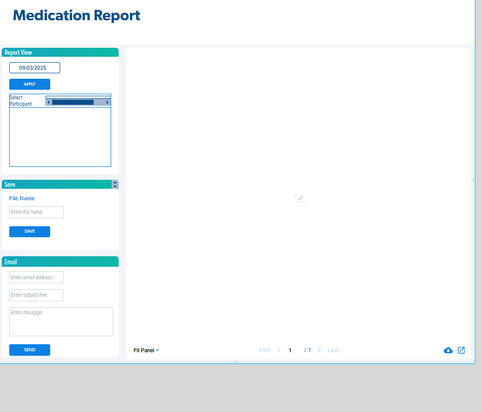 Medication Report
Report View
09/03/2025
APPLY
Select
Participant
Save
File Name
Enter file name
SAVE
Email
Enter email address
Enter subject line
Enter message
SEND
Fit Panel
First 1 / 1 Last